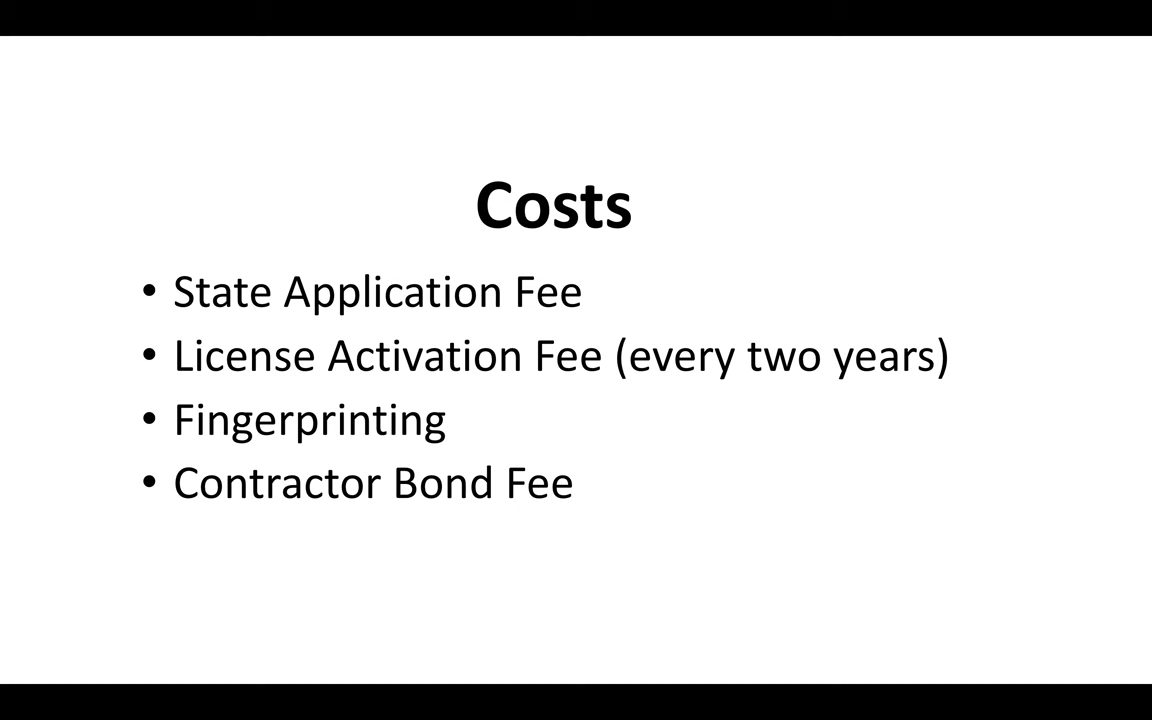 Costs
• State Application Fee
• License Activation Fee (every two years)
• Fingerprinting
• Contractor Bond Fee